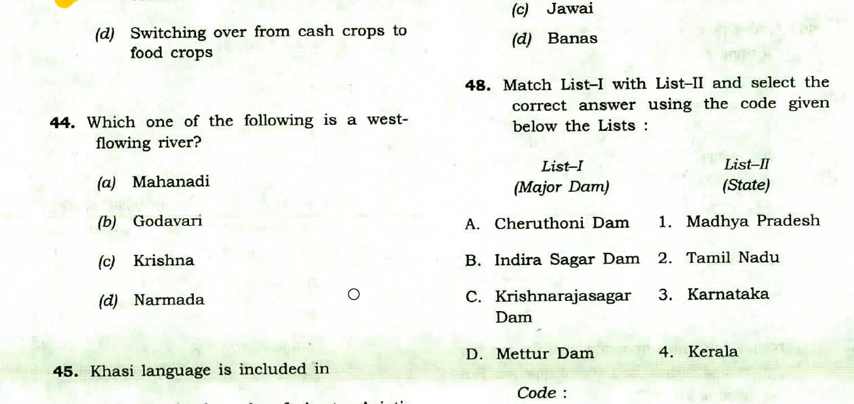 (d) Switching over from cash crops to
food crops
44. Which one of the following is a west-
flowing river?
(a) Mahanadi
(b) Godavari
(c) Krishna
(d) Narmada
45. Khasi language is included in
(c) Jawai
(d) Banas
48. Match List–I with List–II and select the
correct answer using the code given
below the Lists :
List–I List–II
(Major Dam) (State)
A. Cheruthoni Dam 1. Madhya Pradesh
B. Indira Sagar Dam 2. Tamil Nadu
C. Krishnarajasagar 3. Karnataka
Dam
D. Mettur Dam 4. Kerala
Code :